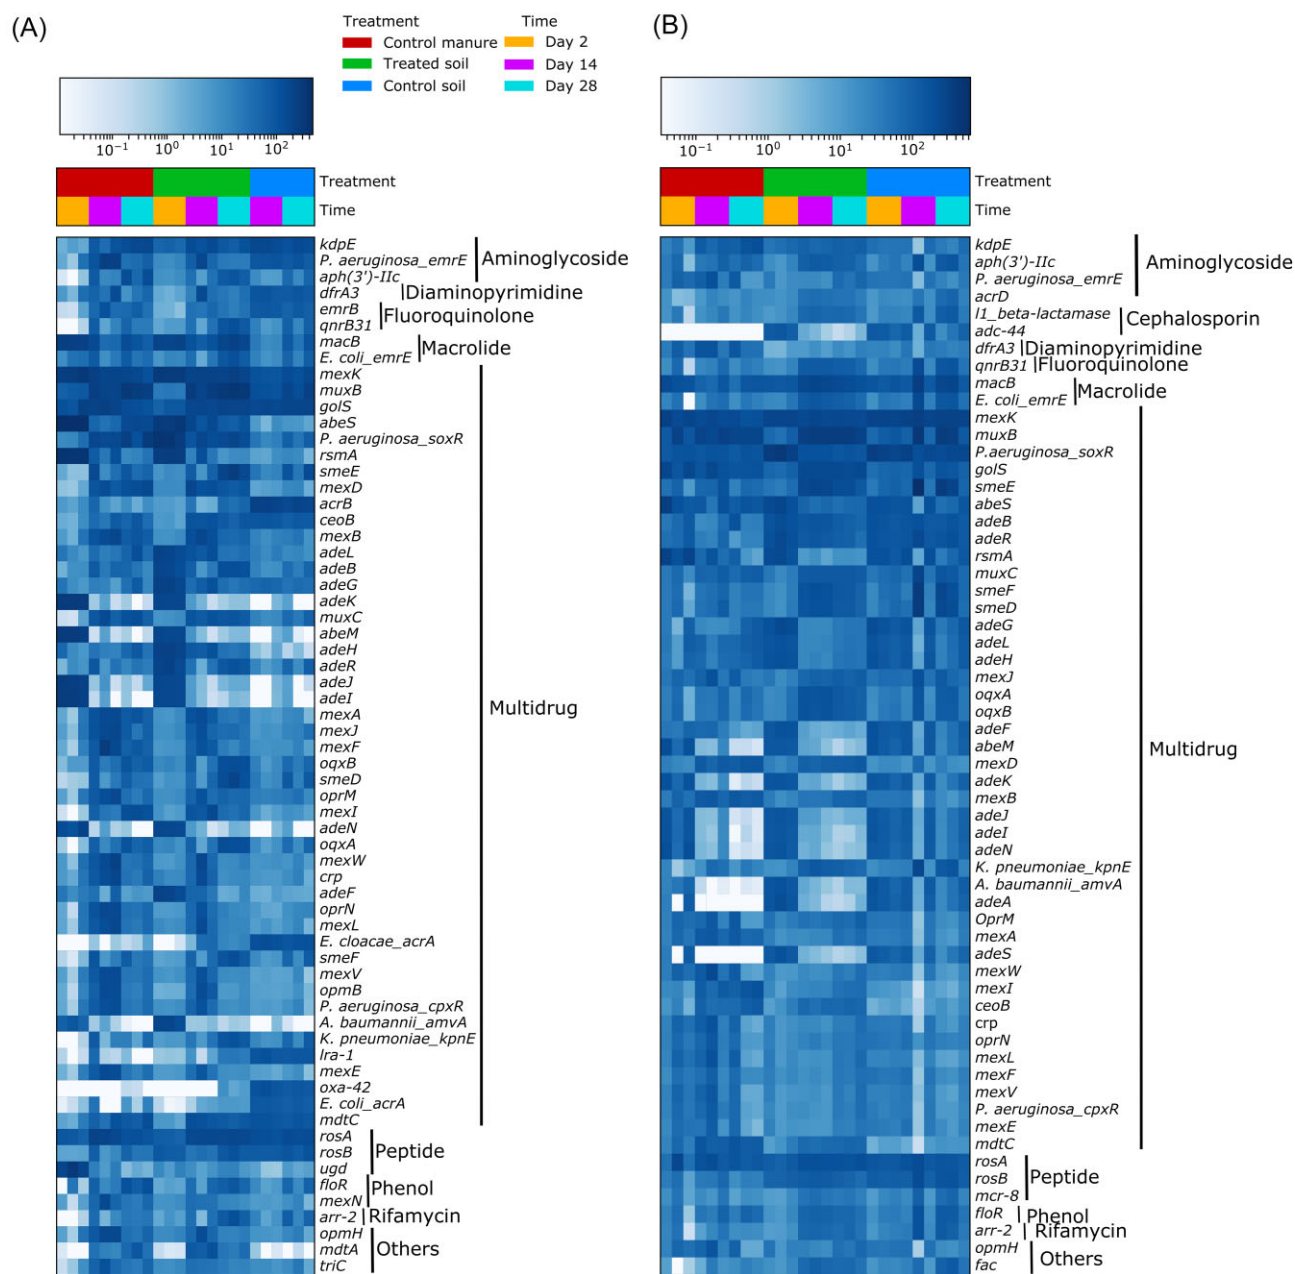 (A)
Treatment
Control manure
Treated soil
Control soil
Time
Day 2
Day 14
Day 28
10⁻¹ 10⁰ 10¹ 10²
Treatment
Time
kdpE
P. aeruginosa_emrE
aph(3')-IIc
Aminoglycoside
dfrA3
Diaminopyrimidine
emrB
qnrB31
Fluoroquinolone
macB
E. coli_emrE
Macrolide
mexK
muxB
golS
abeS
P. aeruginosa_soxR
rsmA
smeE
mexD
acrB
ceoB
mexB
adeL
adeB
adeG
adeK
muxC
abeM
adeH
adeR
adeJ
adeI
mexA
mexJ
mexF
oqxB
smeD
oprM
mexI
adeN
oqxA
mexW
crp
adeF
oprN
mexL
E. cloacae_acrA
smeF
mexV
opmB
P. aeruginosa_cpxR
A. baumannii_amvA
K. pneumoniae_kpnE
lra-1
mexE
oxa-42
E. coli_acrA
mdtC
Multidrug
rosA
rosB
ugd
Peptide
floR
mexN
Phenol
arr-2
Rifamycin
opmH
mdtA
triC
Others
(B)
10⁻¹ 10⁰ 10¹ 10²
Treatment
Time
kdpE
aph(3')-IIc
P. aeruginosa_emrE
acrD
Aminoglycoside
l1_beta-lactamase
adc-44
Cephalosporin
dfrA3
Diaminopyrimidine
qnrB31
Fluoroquinolone
macB
E. coli_emrE
Macrolide
mexK
muxB
P.aeruginosa_soxR
golS
smeE
abeS
adeB
adeR
rsmA
muxC
smeF
smeD
adeG
adeL
adeH
mexJ
oqxA
oqxB
adeF
abeM
mexD
adeK
mexB
adeJ
adeI
adeN
K. pneumoniae_kpnE
A. baumannii_amvA
adeA
OprM
mexA
adeS
mexW
mexI
ceoB
crp
oprN
mexL
mexF
mexV
P. aeruginosa_cpxR
mexE
mdtC
Multidrug
rosA
rosB
mcr-8
Peptide
floR
Phenol
arr-2
Rifamycin
opmH
fac
Others